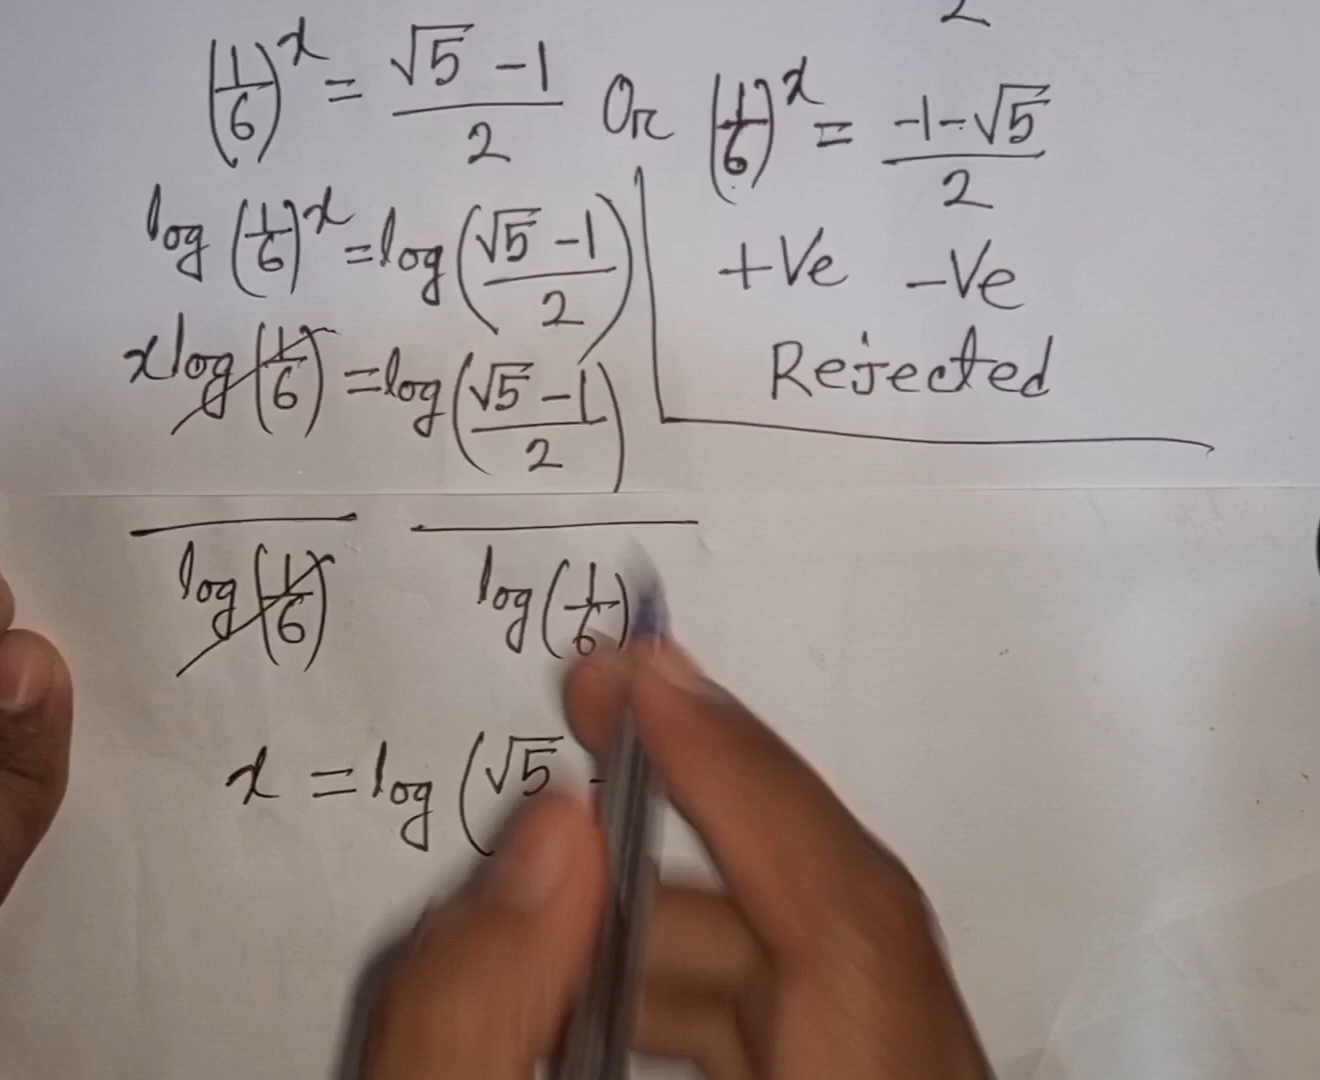 2
(1/6)^x = (√5 - 1)/2 Or (1/6)^x = (-1-√5)/2
log (1/6)^x = log ((√5 - 1)/2) +Ve -Ve
x log (1/6) = log ((√5 - 1)/2) Rejected
log (1/6) log (1/6)
x = log (√5 -